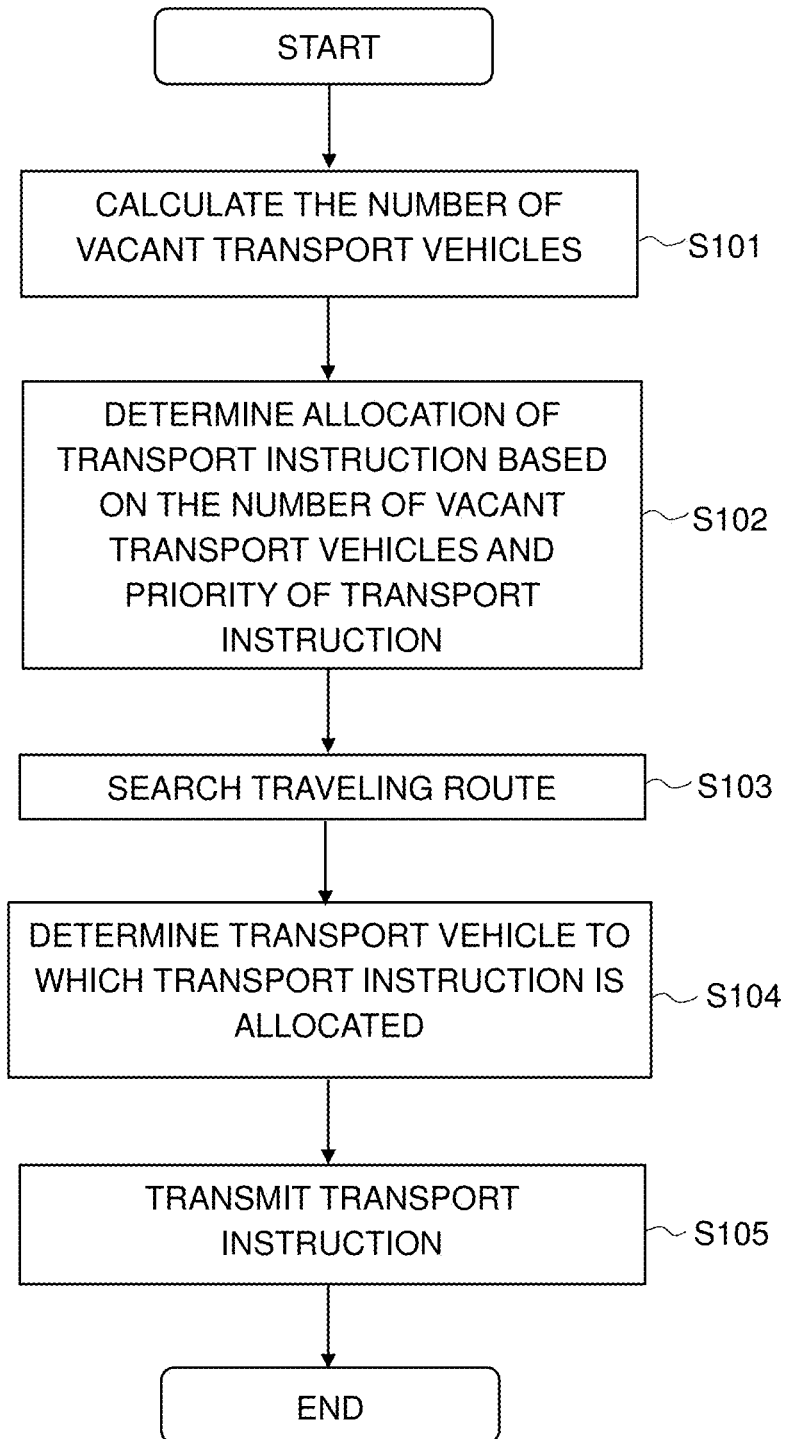 START
CALCULATE THE NUMBER OF
VACANT TRANSPORT VEHICLES
S101
DETERMINE ALLOCATION OF
TRANSPORT INSTRUCTION BASED
ON THE NUMBER OF VACANT
TRANSPORT VEHICLES AND
PRIORITY OF TRANSPORT
INSTRUCTION
S102
SEARCH TRAVELING ROUTE
S103
DETERMINE TRANSPORT VEHICLE TO
WHICH TRANSPORT INSTRUCTION IS
ALLOCATED
S104
TRANSMIT TRANSPORT
INSTRUCTION
S105
END